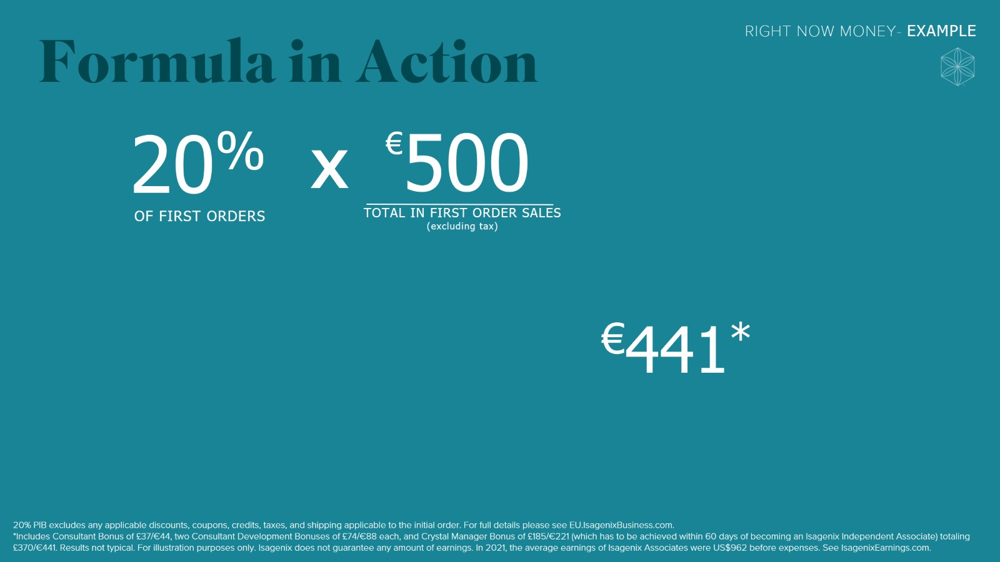 RIGHT NOW MONEY- EXAMPLE
Formula in Action
20% x €500
OF FIRST ORDERS
TOTAL IN FIRST ORDER SALES
(excluding tax)
€441*
20% PIB excludes any applicable discounts, coupons, credits, taxes, and shipping applicable to the initial order. For full details please see EU.IsagenixBusiness.com.
*Includes Consultant Bonus of £37/€44, two Consultant Development Bonuses of £74/€88 each, and Crystal Manager Bonus of £185/€221 (which has to be achieved within 60 days of becoming an Isagenix Independent Associate) totaling
£370/€441. Results not typical. For illustration purposes only. Isagenix does not guarantee any amount of earnings. In 2021, the average earnings of Isagenix Associates were US$962 before expenses. See IsagenixEarnings.com.